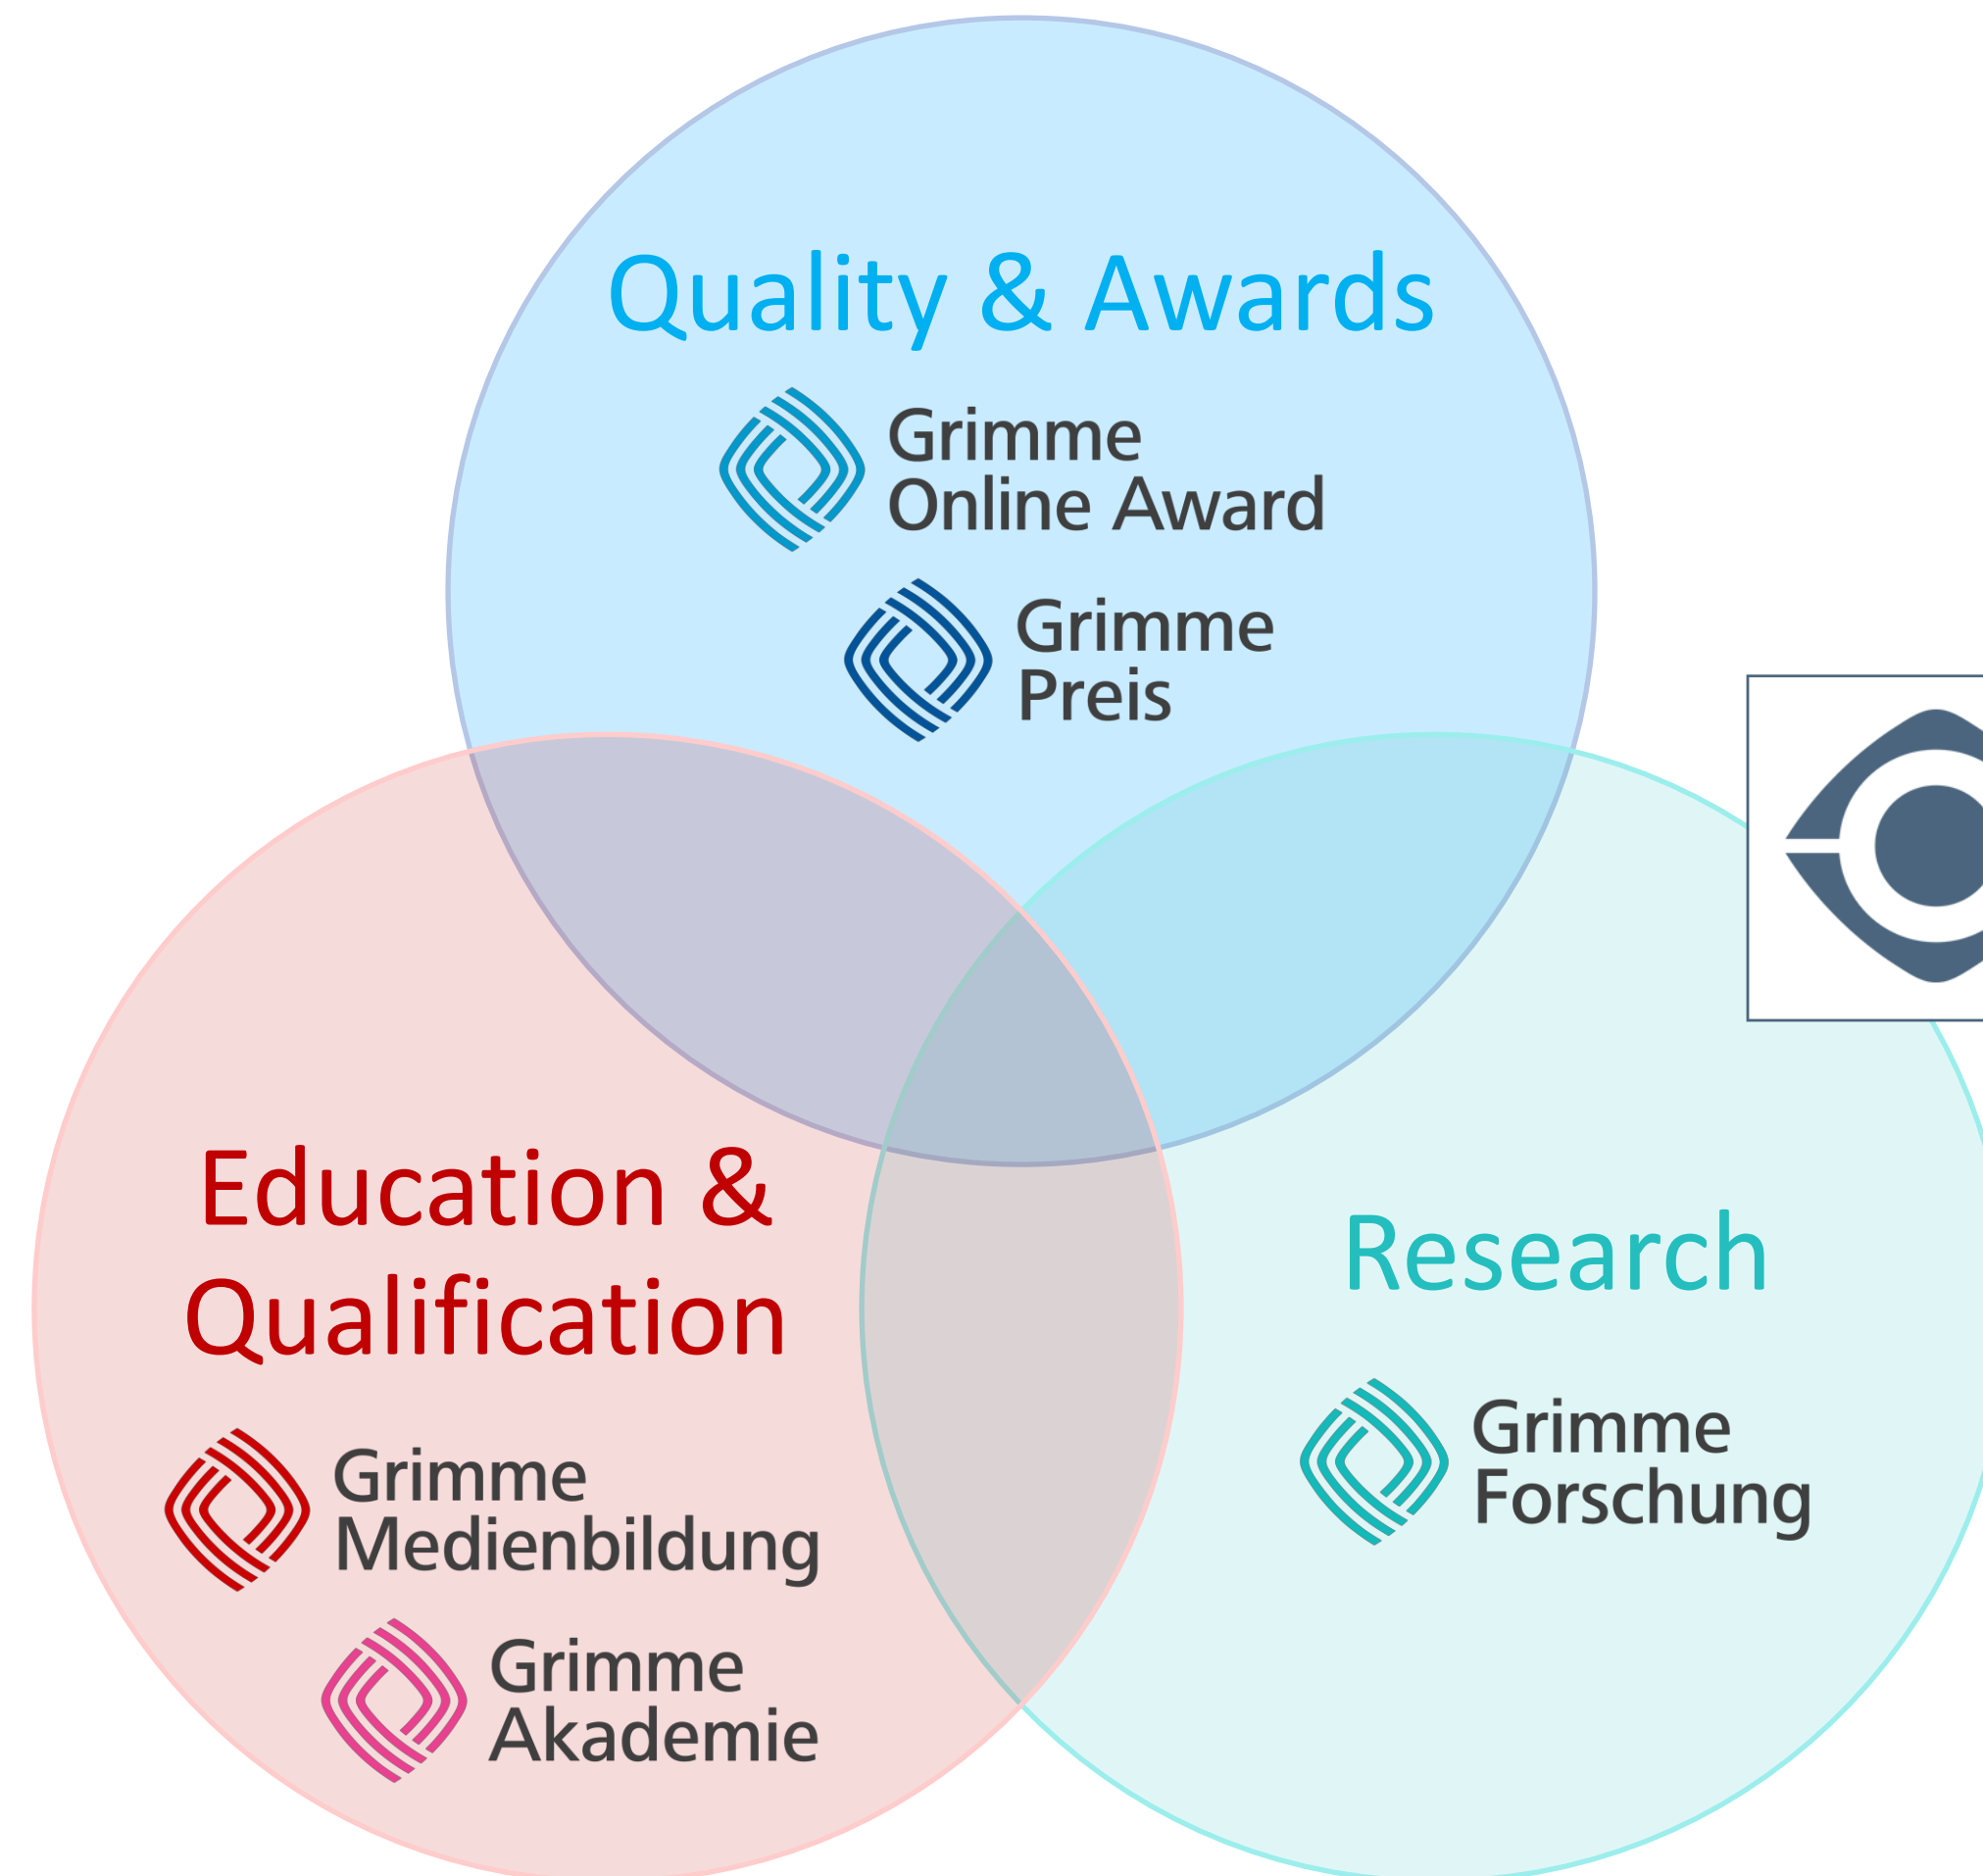 Quality & Awards
Grimme
Online Award
Grimme
Preis
Education &
Qualification
Grimme
Medienbildung
Grimme
Akademie
Research
Grimme
Forschung